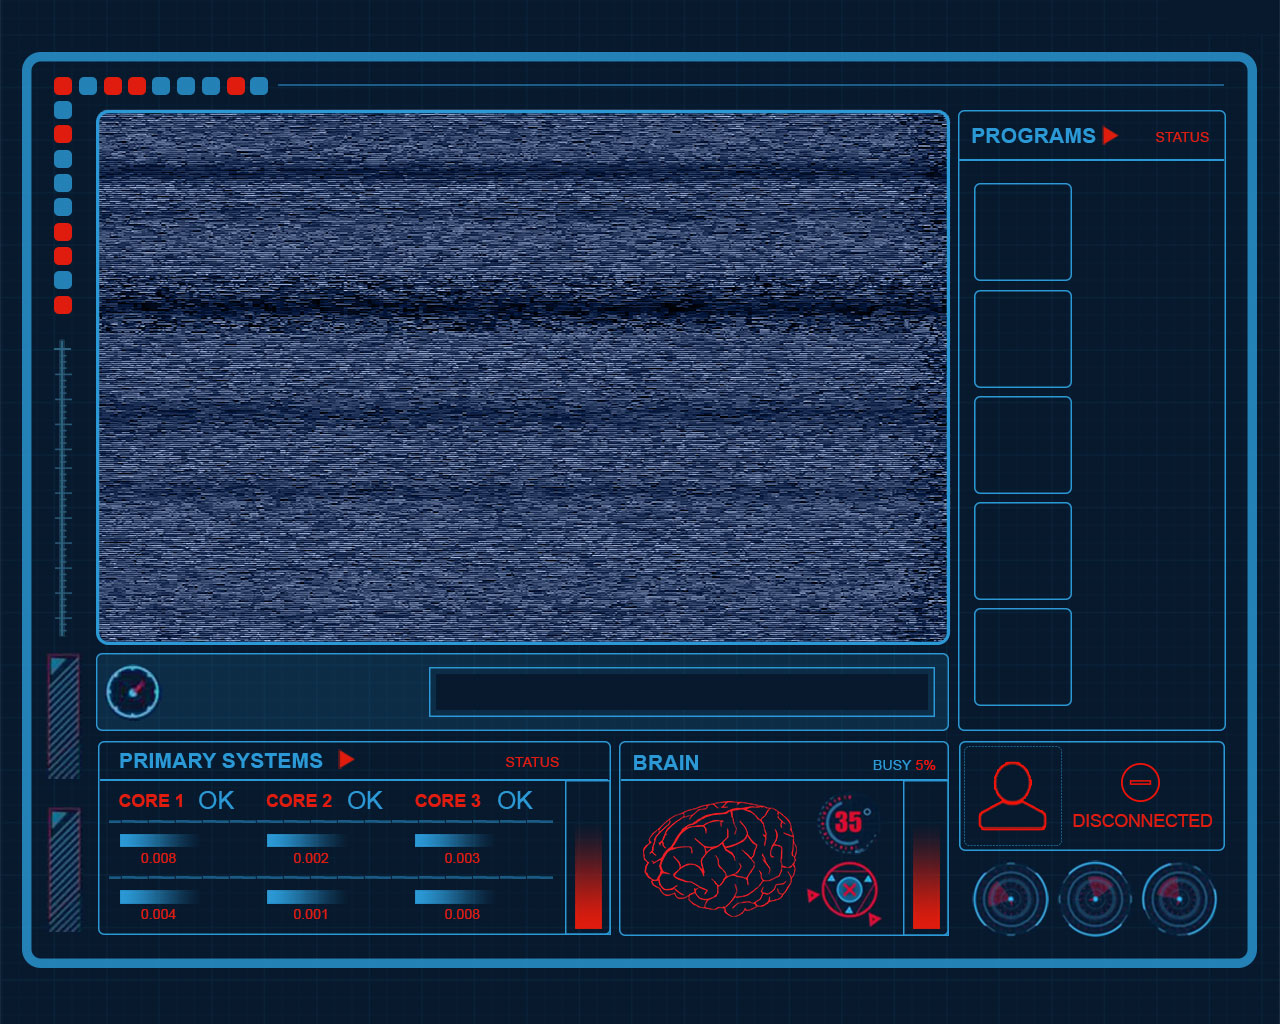 PROGRAMS STATUS
PRIMARY SYSTEMS STATUS
CORE 1 OK CORE 2 OK CORE 3 OK
0.008 0.002 0.003
0.004 0.001 0.008
BRAIN BUSY 5%
35°
DISCONNECTED